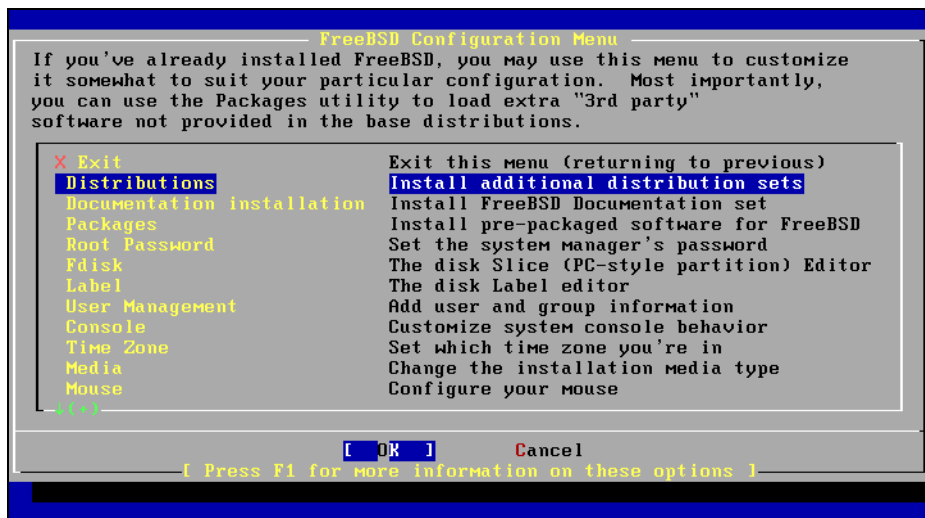 FreeBSD Configuration Menu
If you've already installed FreeBSD, you may use this menu to customize
it somewhat to suit your particular configuration.  Most importantly,
you can use the Packages utility to load extra "3rd party"
software not provided in the base distributions.
X Exit                       Exit this menu (returning to previous)
Distributions                Install additional distribution sets
Documentation installation   Install FreeBSD Documentation set
Packages                     Install pre-packaged software for FreeBSD
Root Password                Set the system manager's password
Fdisk                        The disk Slice (PC-style partition) Editor
Label                        The disk Label editor
User Management              Add user and group information
Console                      Customize system console behavior
Time Zone                    Set which time zone you're in
Media                        Change the installation media type
Mouse                        Configure your mouse
↓(+)
[  OK  ]       Cancel
[ Press F1 for more information on these options ]